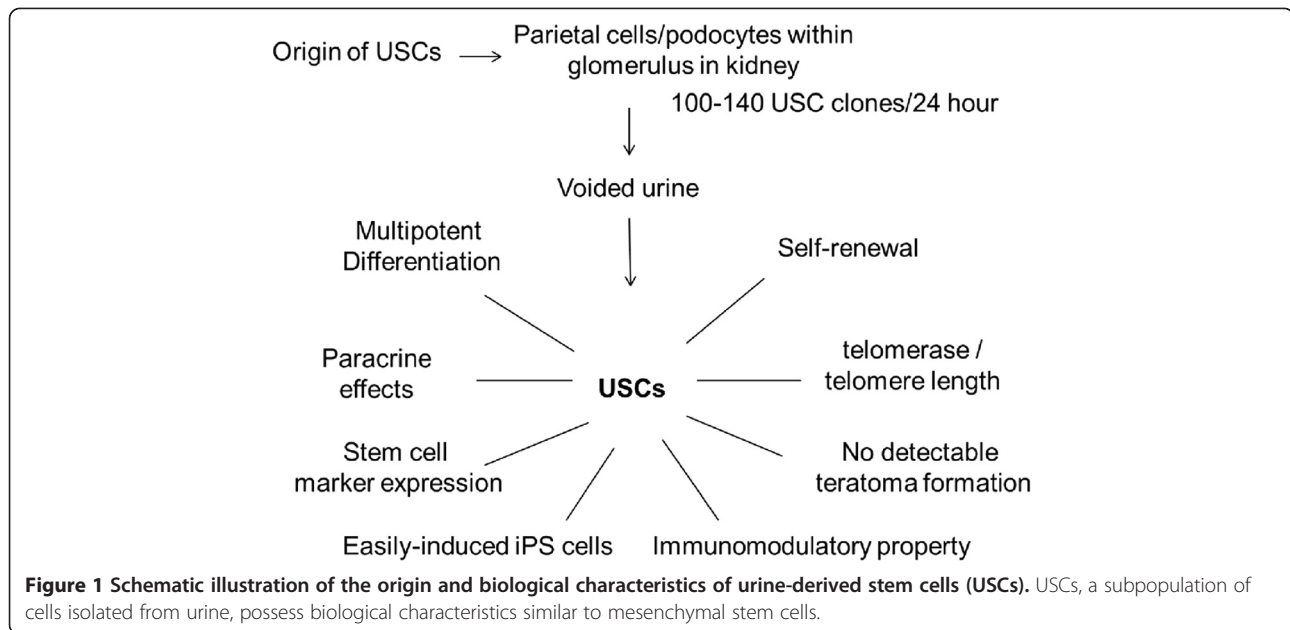 Origin of USCs
Parietal cells/podocytes within
glomerulus in kidney
100-140 USC clones/24 hour
Voided urine
Multipotent
Differentiation
Self-renewal
Paracrine
effects
USCs
telomerase /
telomere length
Stem cell
marker expression
No detectable
teratoma formation
Easily-induced iPS cells
Immunomodulatory property
Figure 1 Schematic illustration of the origin and biological characteristics of urine-derived stem cells (USCs). USCs, a subpopulation of
cells isolated from urine, possess biological characteristics similar to mesenchymal stem cells.